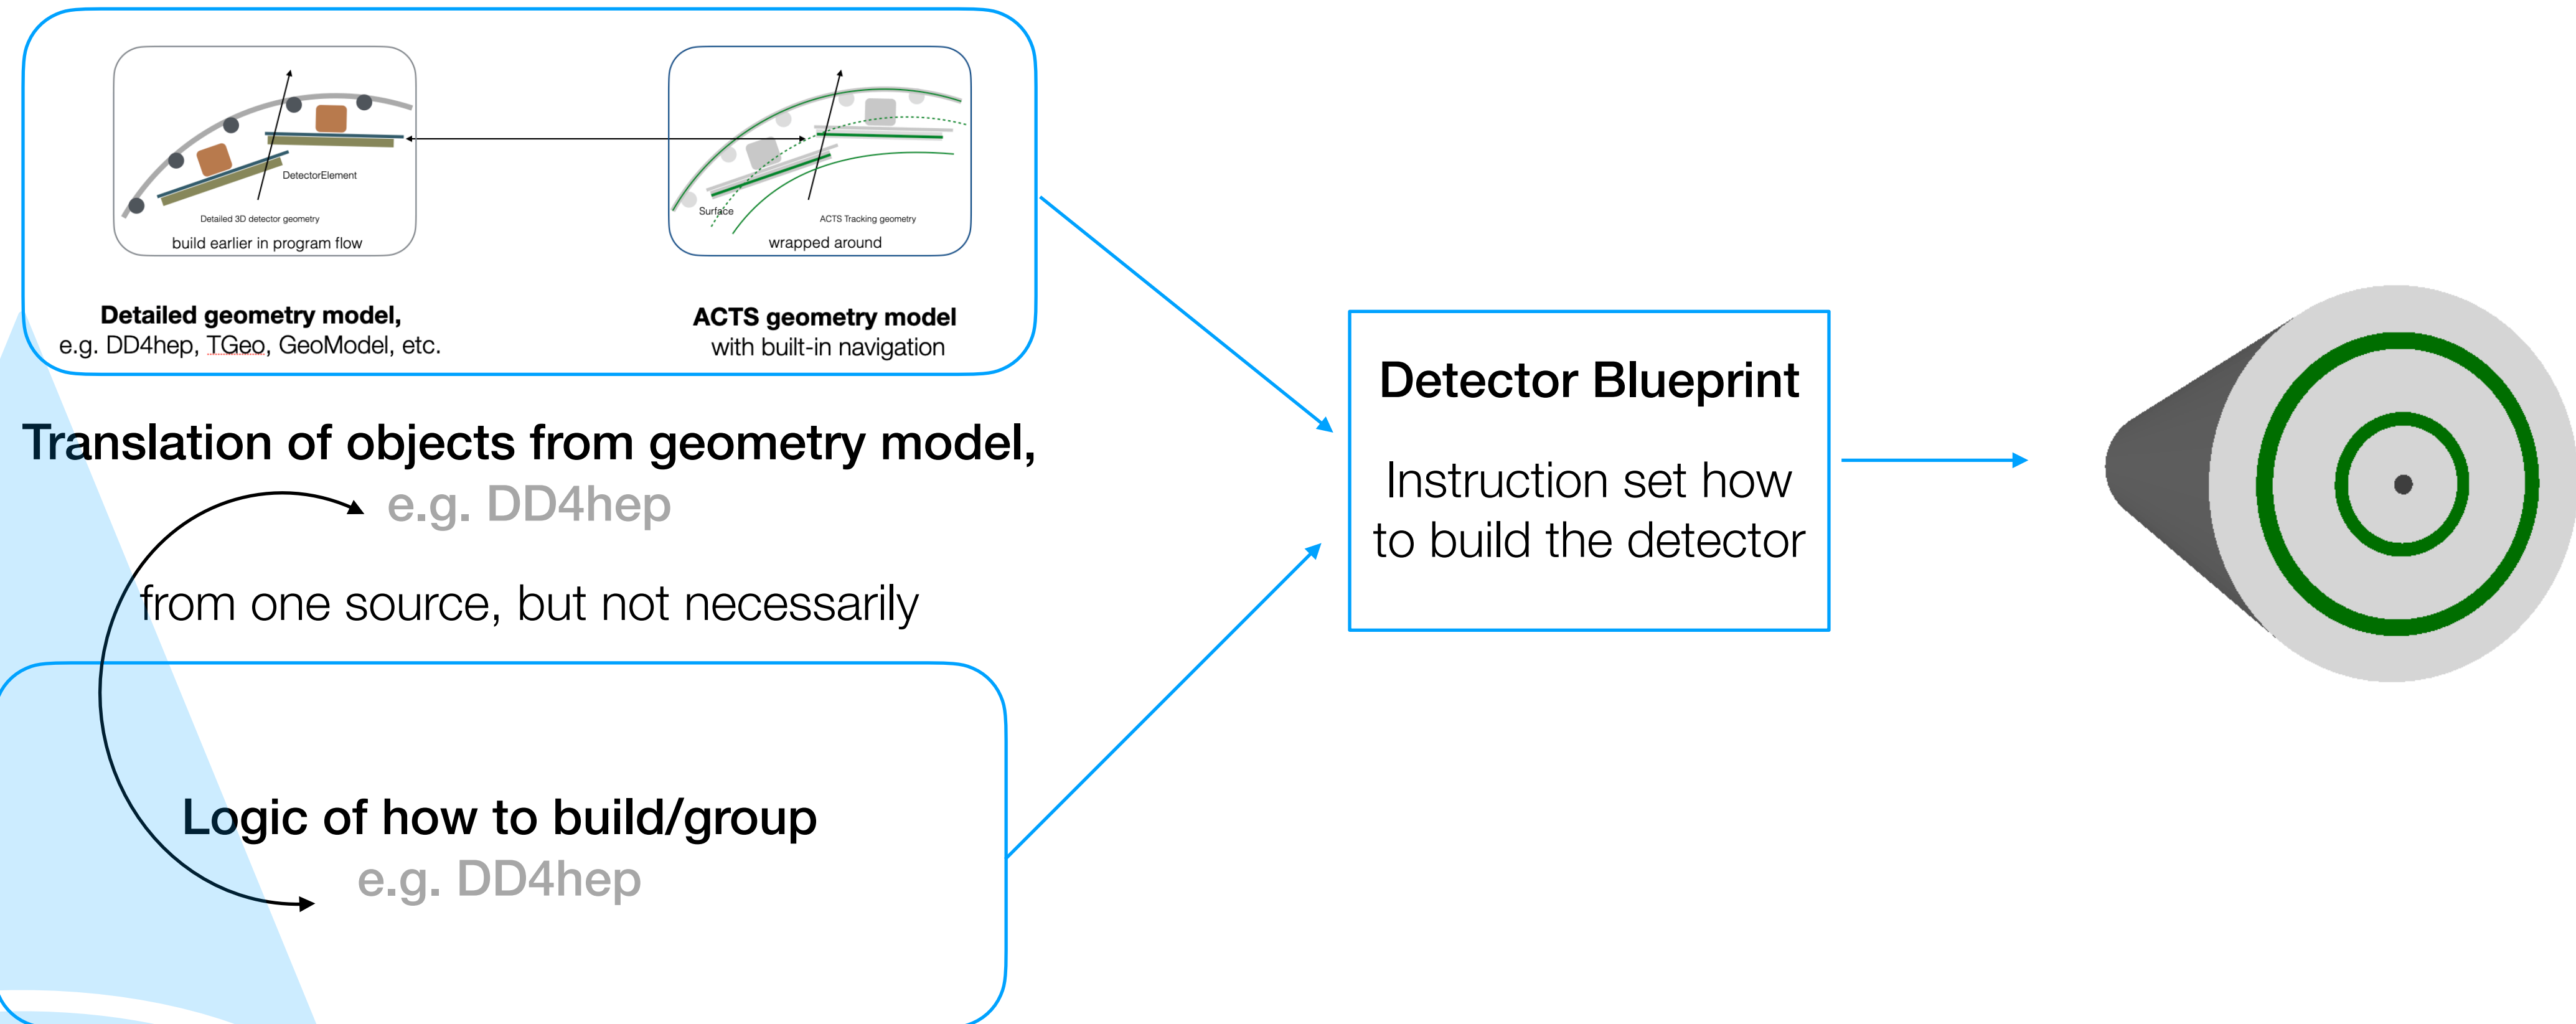 DetectorElement
Detailed 3D detector geometry
build earlier in program flow
Surface
ACTS Tracking geometry
wrapped around
Detailed geometry model,
e.g. DD4hep, TGeo, GeoModel, etc.
ACTS geometry model
with built-in navigation
Translation of objects from geometry model,
e.g. DD4hep
from one source, but not necessarily
Logic of how to build/group
e.g. DD4hep
Detector Blueprint
Instruction set how
to build the detector